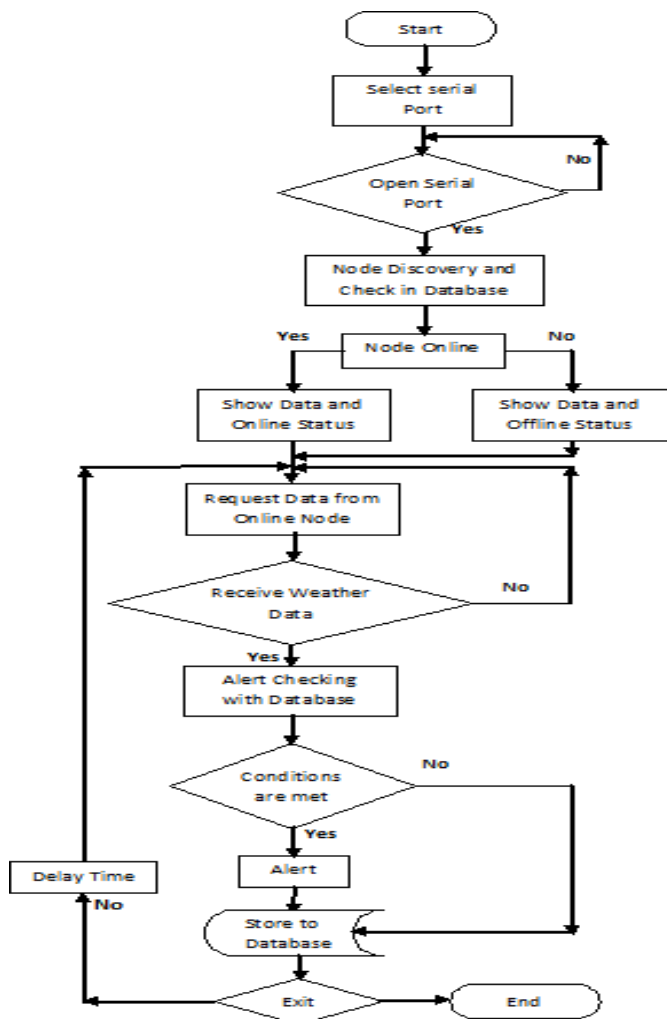 Start
Select serial
Port
No
Open Serial
Port
Yes
Node Discovery and
Check in Database
Yes
Node Online
No
Show Data and
Online Status
Show Data and
Offline Status
Request Data from
Online Node
Receive Weather
Data
No
Yes
Alert Checking
with Database
Conditions
are met
No
Yes
Alert
Delay Time
No
Store to
Database
Exit
End